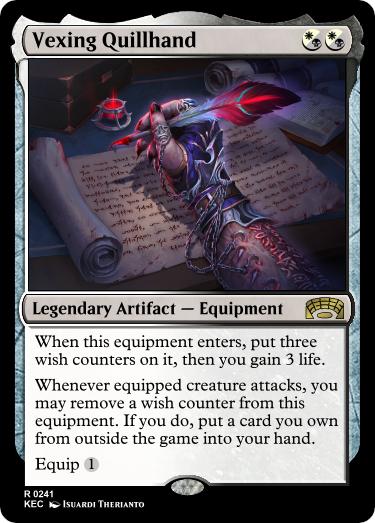 Vexing Quillhand
Legendary Artifact — Equipment
When this equipment enters, put three
wish counters on it, then you gain 3 life.
Whenever equipped creature attacks, you
may remove a wish counter from this
equipment. If you do, put a card you own
from outside the game into your hand.
Equip 1
R 0241
KEC Isuardi Therianto